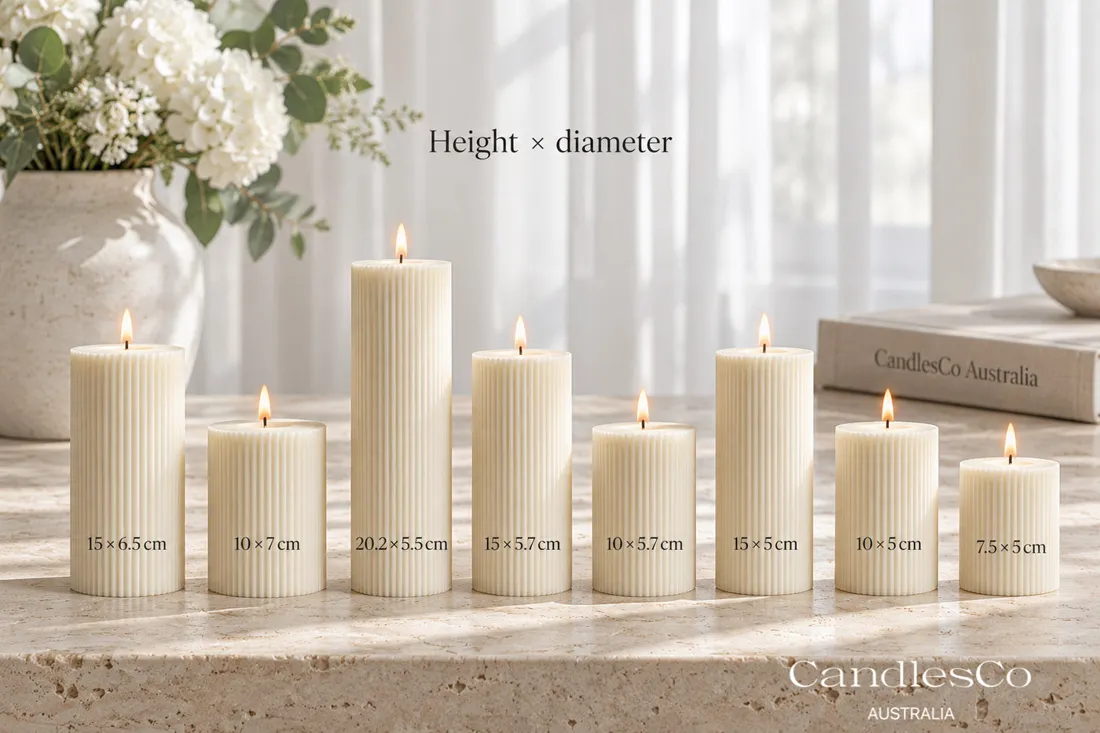 Height × diameter
CandlesCo Australia
15 × 6.5 cm
10 × 7 cm
20.2 × 5.5 cm
15 × 5.7 cm
10 × 5.7 cm
15 × 5 cm
10 × 5 cm
7.5 × 5 cm
CandlesCo
AUSTRALIA